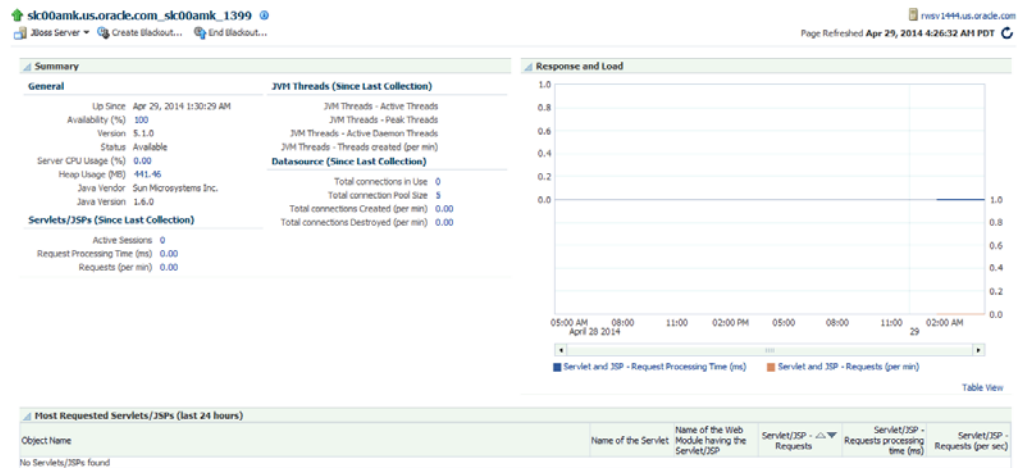 slc00amk.us.oracle.com_slc00amk_1399
rwsv1444.us.oracle.com
JBoss Server Create Blackout... End Blackout...
Page Refreshed Apr 29, 2014 4:26:32 AM PDT
Summary
General
Up Since Apr 29, 2014 1:30:29 AM
Availability (%) 100
Version 5.1.0
Status Available
Server CPU Usage (%) 0.00
Heap Usage (MB) 441.46
Java Vendor Sun Microsystems Inc.
Java Version 1.6.0
Servlets/JSPs (Since Last Collection)
Active Sessions 0
Request Processing Time (ms) 0.00
Requests (per min) 0.00
JVM Threads (Since Last Collection)
JVM Threads - Active Threads
JVM Threads - Peak Threads
JVM Threads - Active Daemon Threads
JVM Threads - Threads created (per min)
Datasource (Since Last Collection)
Total connections in Use 0
Total connection Pool Size 5
Total connections Created (per min) 0.00
Total connections Destroyed (per min) 0.00
Response and Load
1.0
0.8
0.6
0.4
0.2
0.0
1.0
0.8
0.6
0.4
0.2
0.0
05:00 AM 08:00 11:00 02:00 PM 05:00 08:00 11:00 02:00 AM
April 28 2014 29
Servlet and JSP - Request Processing Time (ms) Servlet and JSP - Requests (per min)
Table View
Most Requested Servlets/JSPs (last 24 hours)
Object Name
Name of the Servlet
Name of the Web
Module having the
Servlet/JSP
Servlet/JSP -
Requests
Servlet/JSP -
Requests processing
time (ms)
Servlet/JSP -
Requests (per sec)
No Servlets/JSPs found